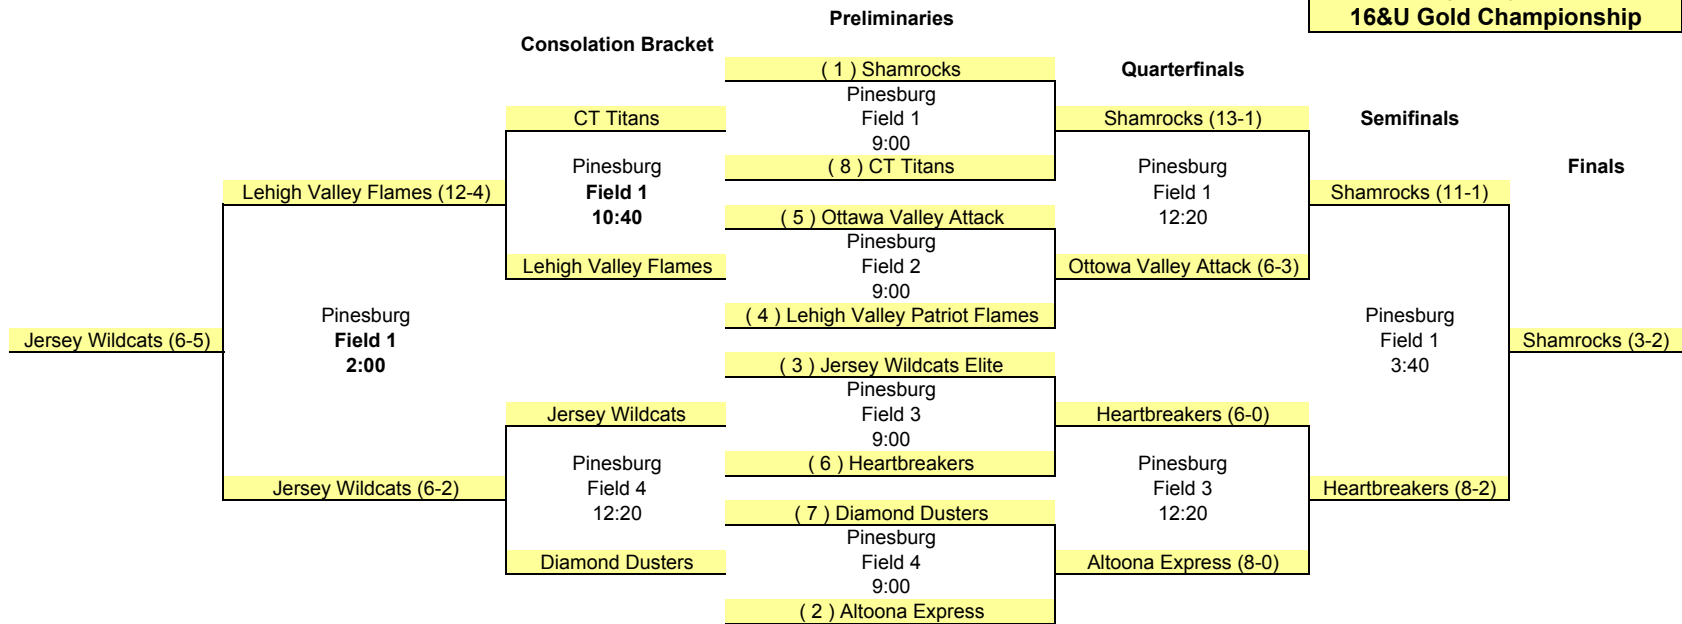 16&U Gold Championship
Preliminaries
Consolation Bracket
( 1 ) Shamrocks
Quarterfinals
Pinesburg
Field 1
9:00
CT Titans
Shamrocks (13-1)
Semifinals
( 8 ) CT Titans
Pinesburg
Field 1
10:40
Pinesburg
Field 1
12:20
Finals
Lehigh Valley Flames (12-4)
Shamrocks (11-1)
( 5 ) Ottawa Valley Attack
Pinesburg
Field 2
9:00
Lehigh Valley Flames
Ottowa Valley Attack (6-3)
( 4 ) Lehigh Valley Patriot Flames
Pinesburg
Field 1
2:00
Pinesburg
Field 1
3:40
Jersey Wildcats (6-5)
Shamrocks (3-2)
( 3 ) Jersey Wildcats Elite
Pinesburg
Field 3
9:00
Jersey Wildcats
Heartbreakers (6-0)
( 6 ) Heartbreakers
Pinesburg
Field 4
12:20
Pinesburg
Field 3
12:20
Jersey Wildcats (6-2)
Heartbreakers (8-2)
( 7 ) Diamond Dusters
Pinesburg
Field 4
9:00
Diamond Dusters
Altoona Express (8-0)
( 2 ) Altoona Express